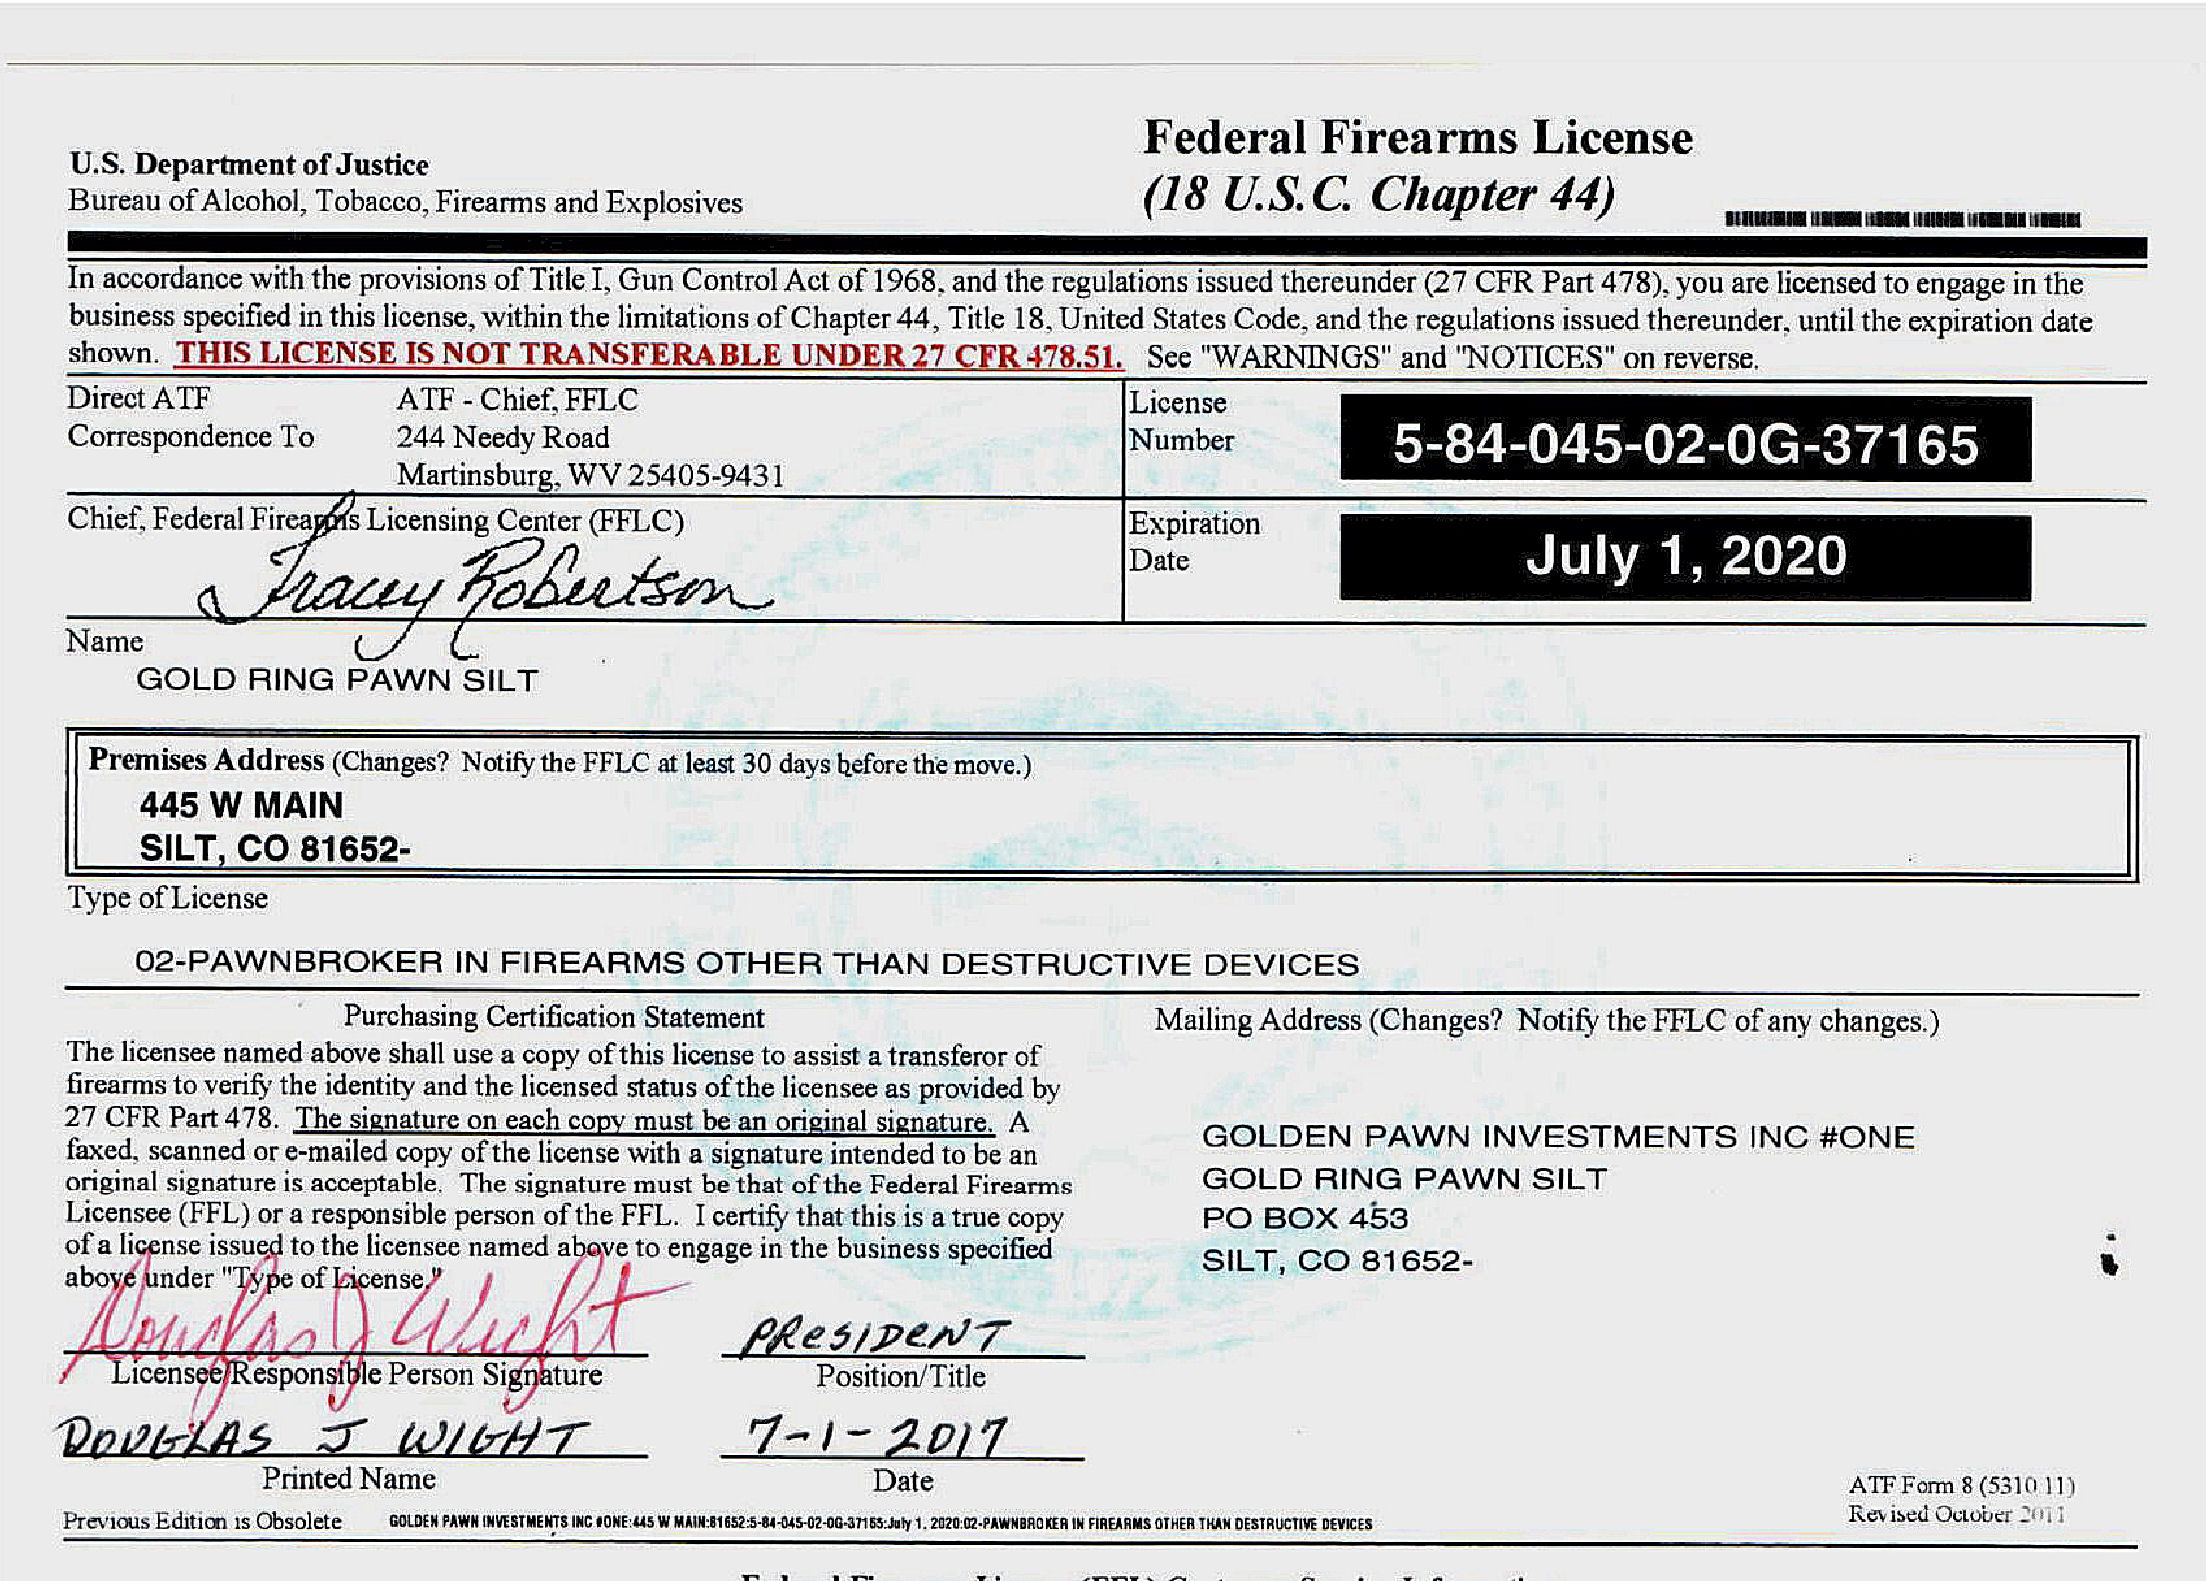 U.S. Department of Justice
Bureau of Alcohol, Tobacco, Firearms and Explosives
Federal Firearms License
(18 U.S.C. Chapter 44)
In accordance with the provisions of Title I, Gun Control Act of 1968, and the regulations issued thereunder (27 CFR Part 478), you are licensed to engage in the
business specified in this license, within the limitations of Chapter 44, Title 18, United States Code, and the regulations issued thereunder, until the expiration date
shown. THIS LICENSE IS NOT TRANSFERABLE UNDER 27 CFR 478.51. See "WARNINGS" and "NOTICES" on reverse.
Direct ATF
Correspondence To
ATF - Chief, FFLC
244 Needy Road
Martinsburg, WV 25405-9431
License
Number
5-84-045-02-0G-37165
Chief, Federal Firearms Licensing Center (FFLC)
Tracey Robertson
Expiration
Date
July 1, 2020
Name
GOLD RING PAWN SILT
Premises Address (Changes? Notify the FFLC at least 30 days before the move.)
445 W MAIN
SILT, CO 81652-
Type of License
02-PAWNBROKER IN FIREARMS OTHER THAN DESTRUCTIVE DEVICES
Purchasing Certification Statement
The licensee named above shall use a copy of this license to assist a transferor of
firearms to verify the identity and the licensed status of the licensee as provided by
27 CFR Part 478. The signature on each copy must be an original signature. A
faxed, scanned or e-mailed copy of the license with a signature intended to be an
original signature is acceptable. The signature must be that of the Federal Firearms
Licensee (FFL) or a responsible person of the FFL. I certify that this is a true copy
of a license issued to the licensee named above to engage in the business specified
above under "Type of License."
Mailing Address (Changes? Notify the FFLC of any changes.)
GOLDEN PAWN INVESTMENTS INC #ONE
GOLD RING PAWN SILT
PO BOX 453
SILT, CO 81652-
Douglas J Wight
PRESIDENT
Licensee/Responsible Person Signature
Position/Title
DOUGLAS J WIGHT
7-1-2017
Printed Name
Date
ATF Form 8 (5310.11)
Revised October 2011
Previous Edition is Obsolete
GOLDEN PAWN INVESTMENTS INC #ONE:445 W MAIN:81652:5-84-045-02-0G-37165:July 1, 2020:02-PAWNBROKER IN FIREARMS OTHER THAN DESTRUCTIVE DEVICES